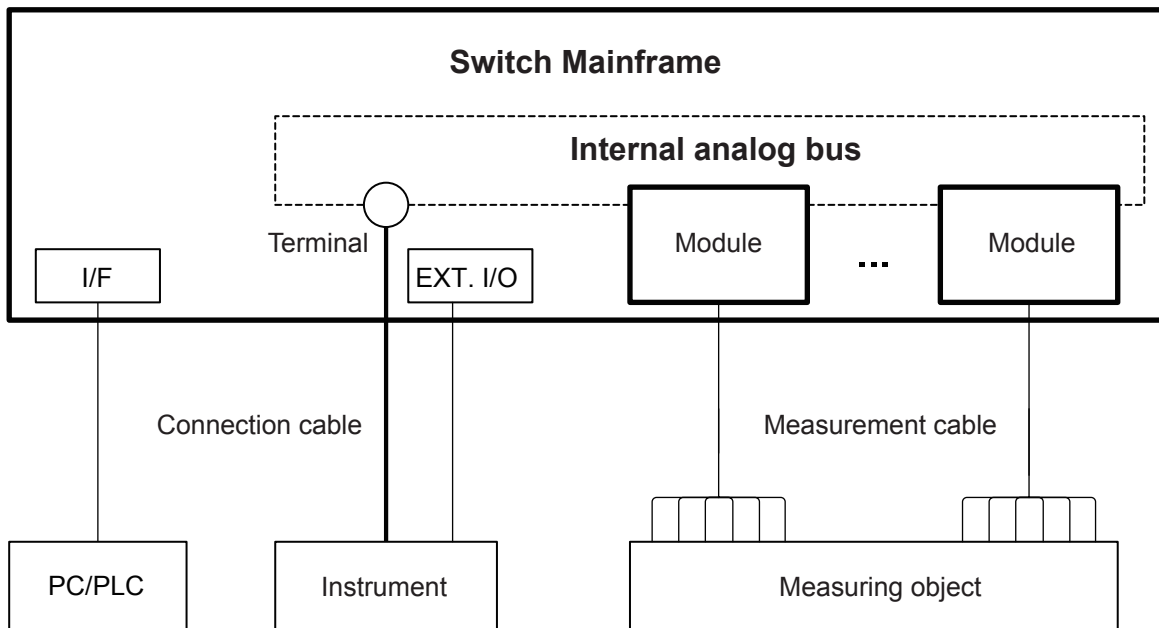 Switch Mainframe
Internal analog bus
Terminal
Module
...
Module
I/F
EXT. I/O
Connection cable
Measurement cable
PC/PLC
Instrument
Measuring object